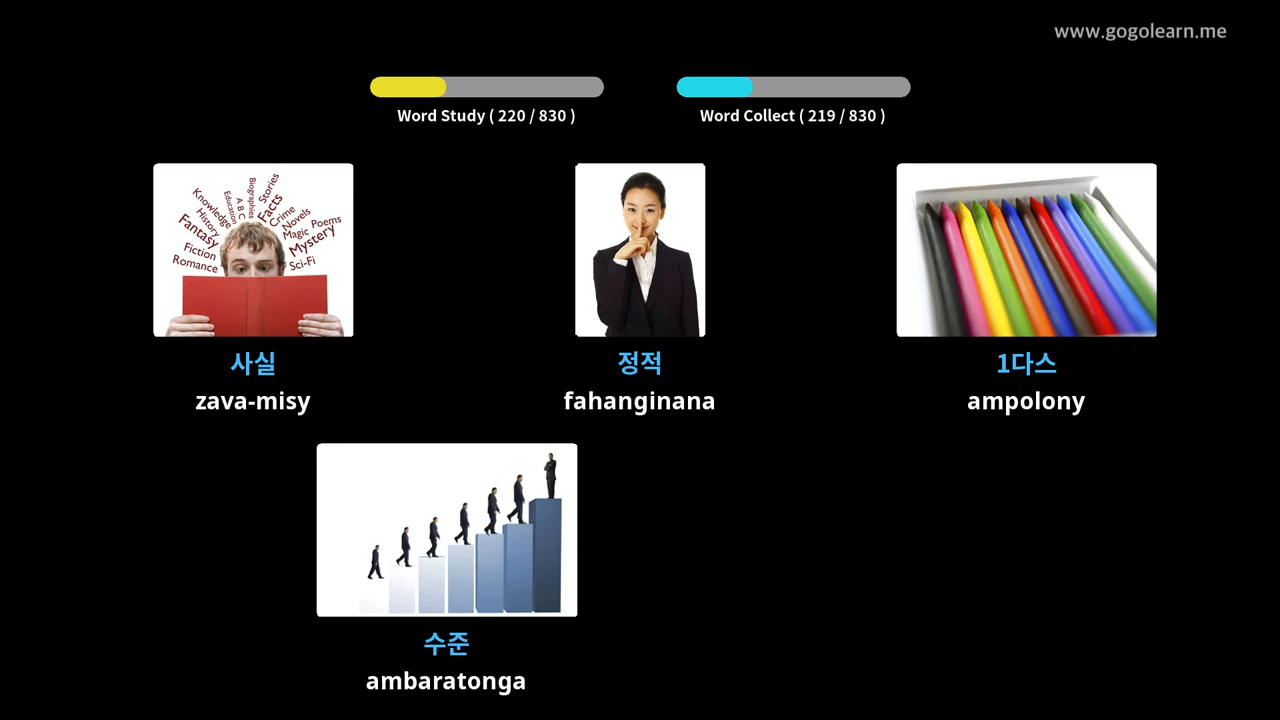 www.gogolearn.me
Word Study ( 220 / 830 )
Word Collect ( 219 / 830 )
Knowledge
History
Fantasy
Fiction
Romance
Education
A B C
Biographies
Stories
Facts
Crime
Novels
Magic
Poems
Mystery
Sci-Fi
사실
zava-misy
정적
fahanginana
1다스
ampolony
수준
ambaratonga